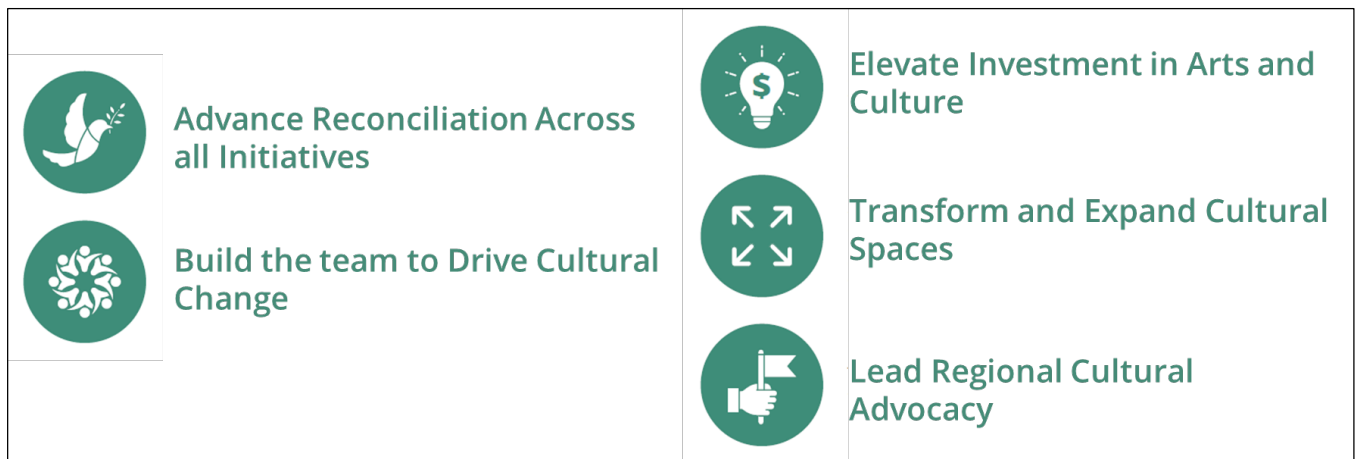 Advance Reconciliation Across
all Initiatives
Build the team to Drive Cultural
Change
$
Elevate Investment in Arts and
Culture
Transform and Expand Cultural
Spaces
Lead Regional Cultural
Advocacy